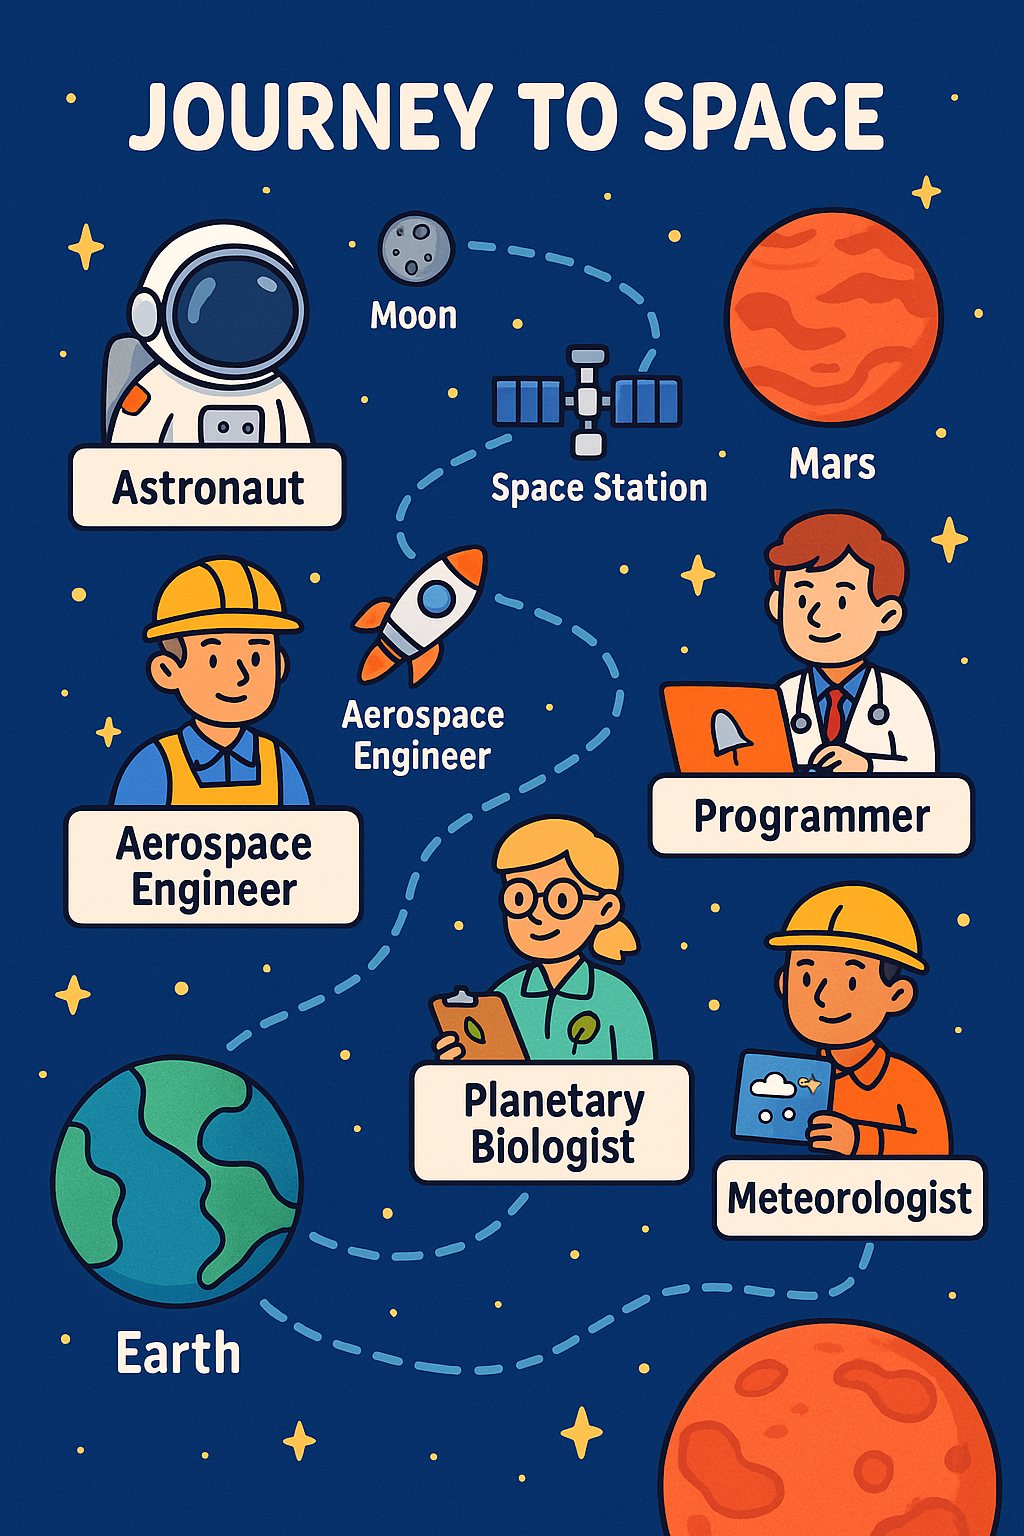 JOURNEY TO SPACE
Moon
Astronaut
Space Station
Mars
Aerospace
Engineer
Aerospace
Engineer
Programmer
Planetary
Biologist
Meteorologist
Earth